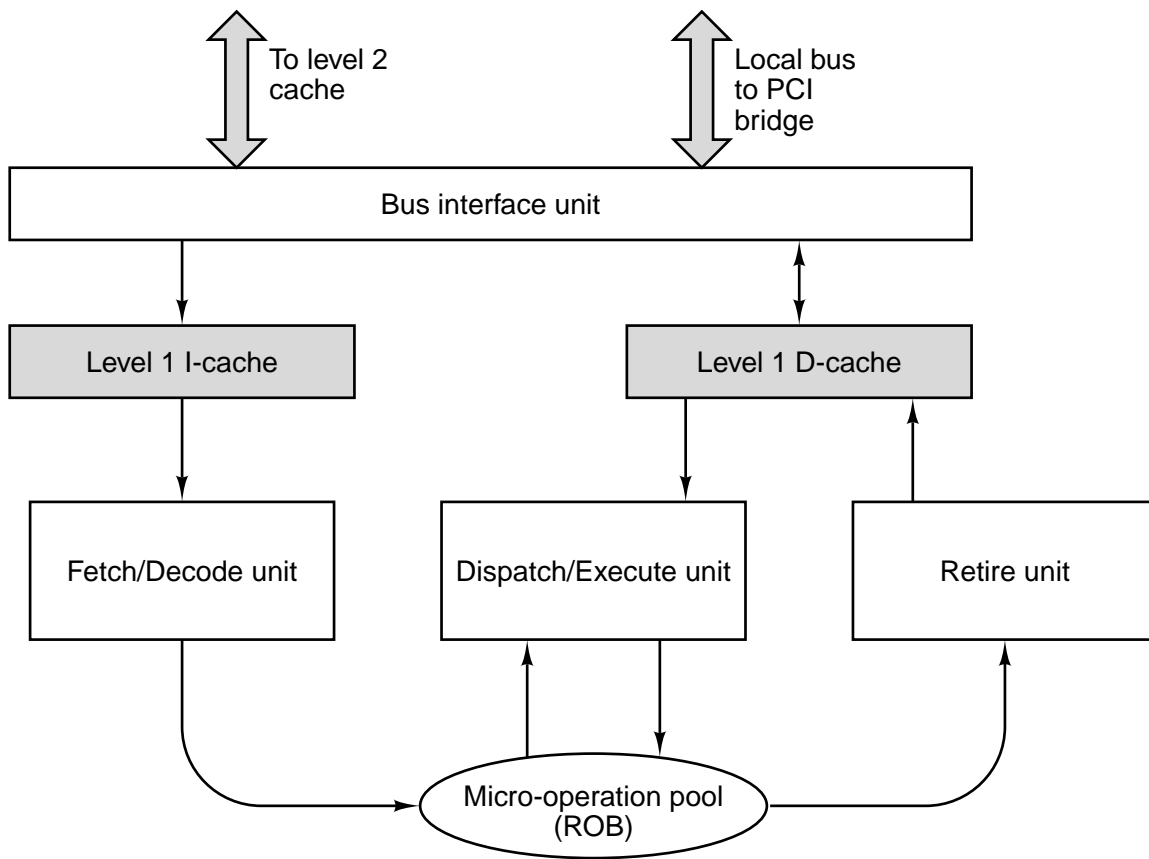 To level 2
cache
Local bus
to PCI
bridge
Bus interface unit
Level 1 I-cache
Level 1 D-cache
Fetch/Decode unit
Dispatch/Execute unit
Retire unit
Micro-operation pool
(ROB)